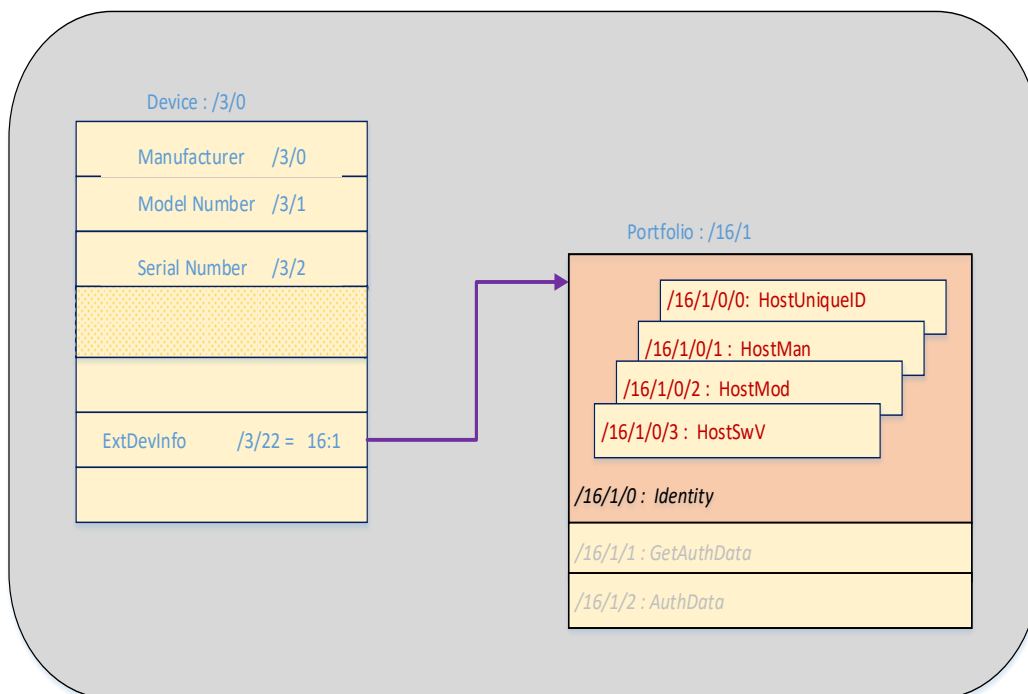 Device : /3/0
Manufacturer /3/0
Model Number /3/1
Serial Number /3/2
ExtDevInfo /3/22 = 16:1
Portfolio : /16/1
/16/1/0/0: HostUniqueID
/16/1/0/1 : HostMan
/16/1/0/2 : HostMod
/16/1/0/3 : HostSwV
/16/1/0 : Identity
/16/1/1 : GetAuthData
/16/1/2 : AuthData